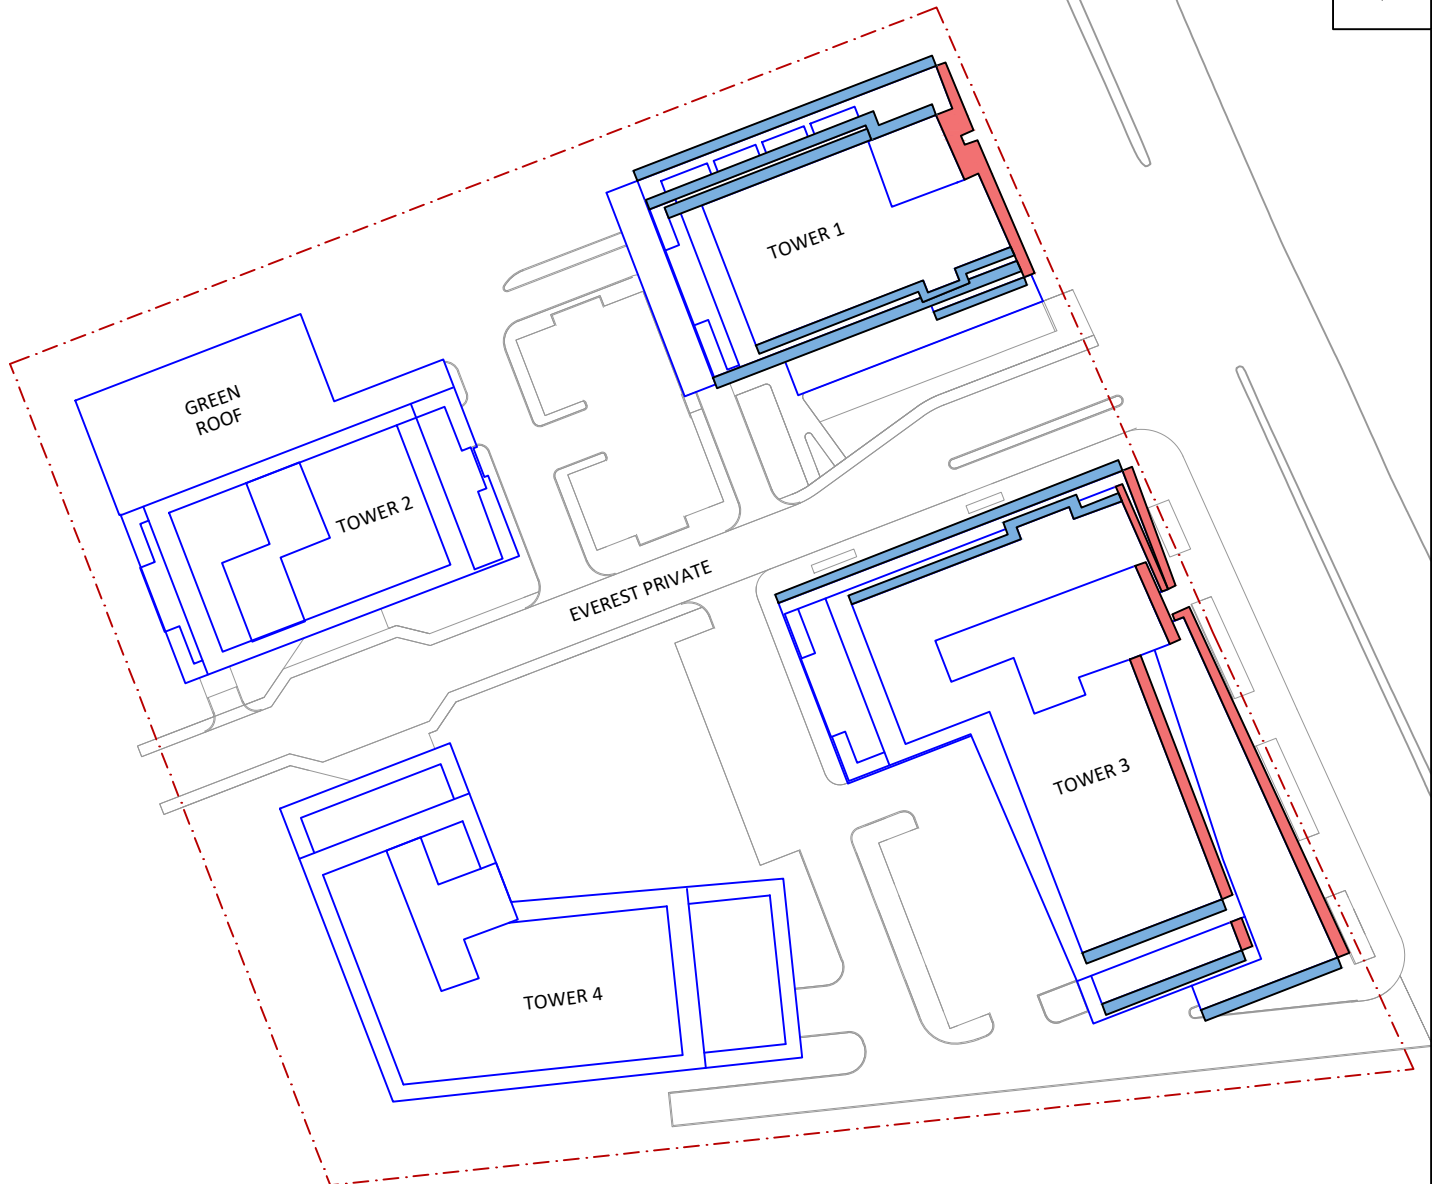 TOWER 1
GREEN
ROOF
TOWER 2
EVEREST PRIVATE
TOWER 3
TOWER 4